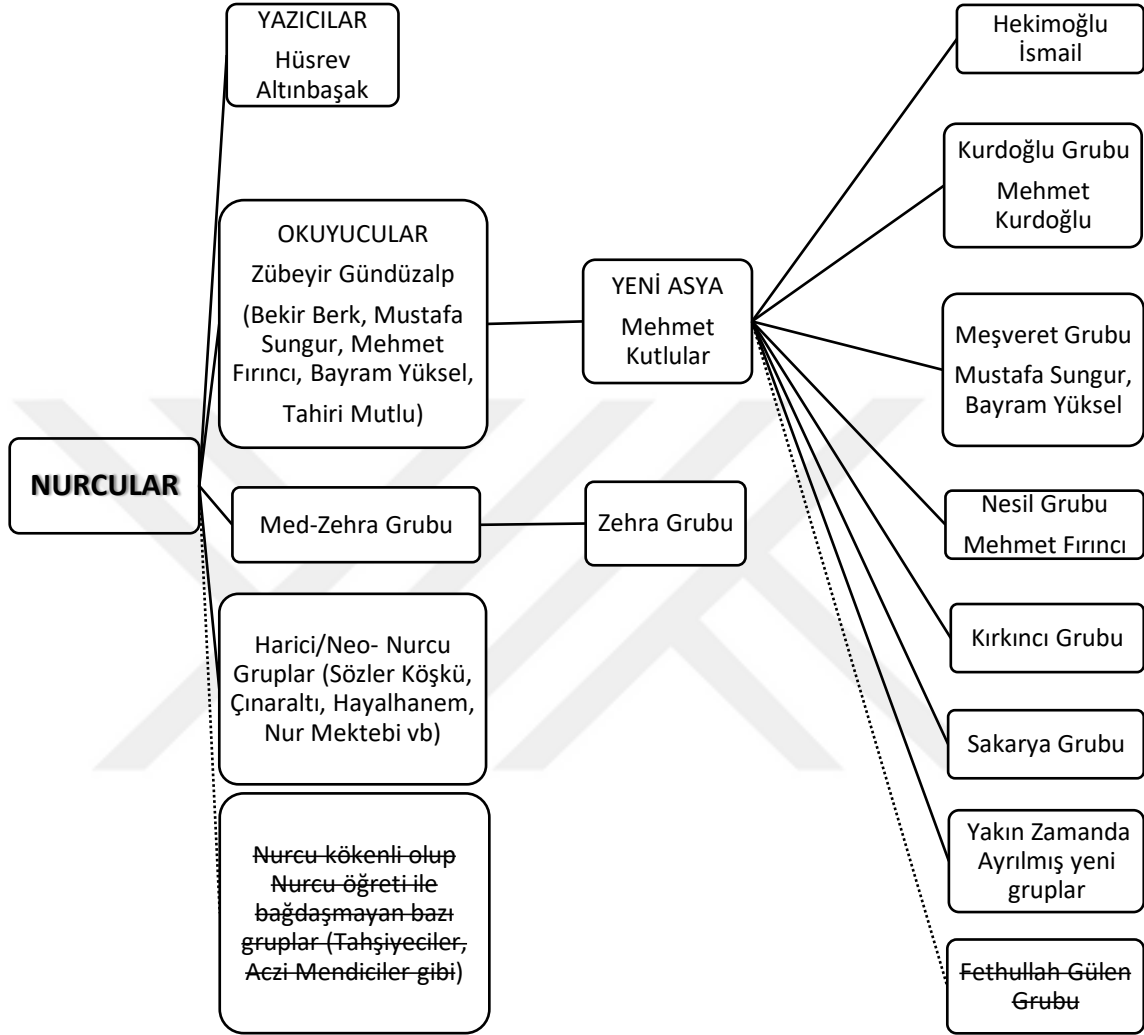 NURCULAR
YAZICILAR
Hüsrev
Altınbaşak
OKUYUCULAR
Zübeyir Gündüzalp
(Bekir Berk, Mustafa
Sungur, Mehmet
Fırıncı, Bayram Yüksel,
Tahiri Mutlu)
Med-Zehra Grubu
Harici/Neo- Nurcu
Gruplar (Sözler Köşkü,
Çınaraltı, Hayalhanem,
Nur Mektebi vb)
Nurcu kökenli olup
Nurcu öğreti ile
bağdaşmayan bazı
gruplar (Tahşiyeciler,
Aczi Mendiciler gibi)
YENİ ASYA
Mehmet
Kutlular
Zehra Grubu
Hekimoğlu
İsmail
Kurdoğlu Grubu
Mehmet
Kurdoğlu
Meşveret Grubu
Mustafa Sungur,
Bayram Yüksel
Nesil Grubu
Mehmet Fırıncı
Kırkıncı Grubu
Sakarya Grubu
Yakın Zamanda
Ayrılmış yeni
gruplar
Fethullah Gülen
Grubu